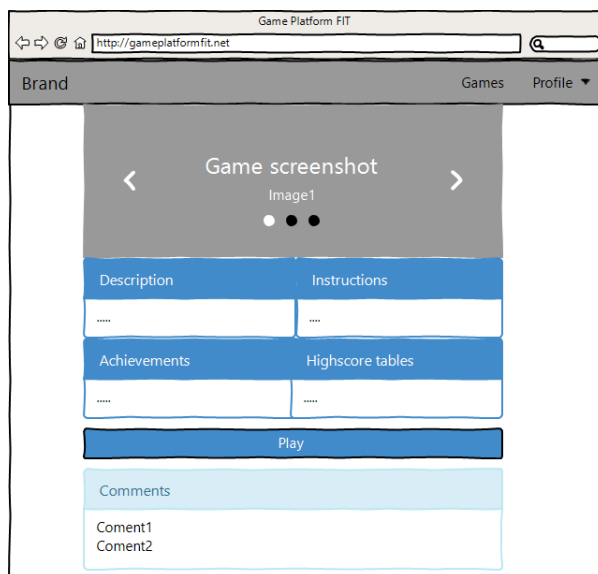 Game Platform FIT
http://gameplatformfit.net
Brand Games Profile
Game screenshot
Image1
Description Instructions
..... ....
Achievements Highscore tables
..... .....
Play
Comments
Coment1
Coment2